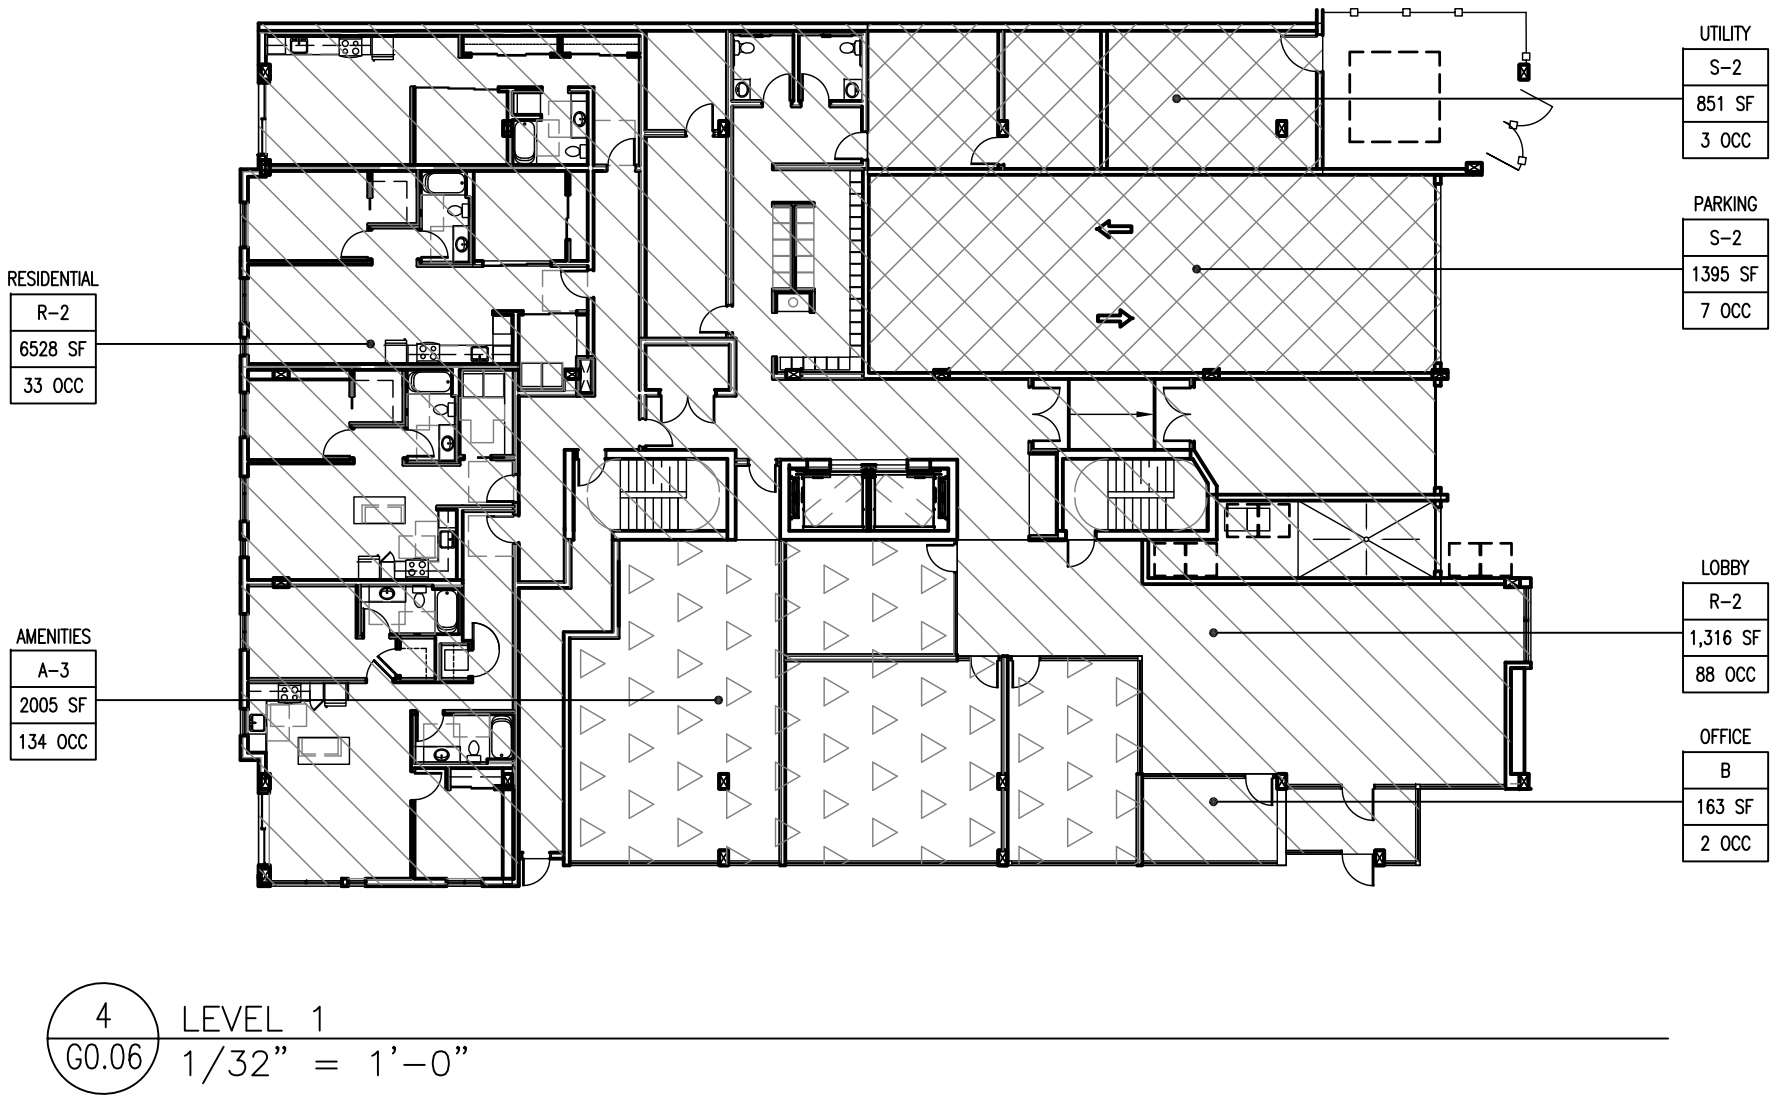 UTILITY
S-2
851 SF
3 OCC
PARKING
S-2
1395 SF
7 OCC
RESIDENTIAL
R-2
6528 SF
33 OCC
LOBBY
R-2
1,316 SF
88 OCC
AMENITIES
A-3
2005 SF
134 OCC
OFFICE
B
163 SF
2 OCC
4
G0.06
LEVEL 1
1/32" = 1'-0"